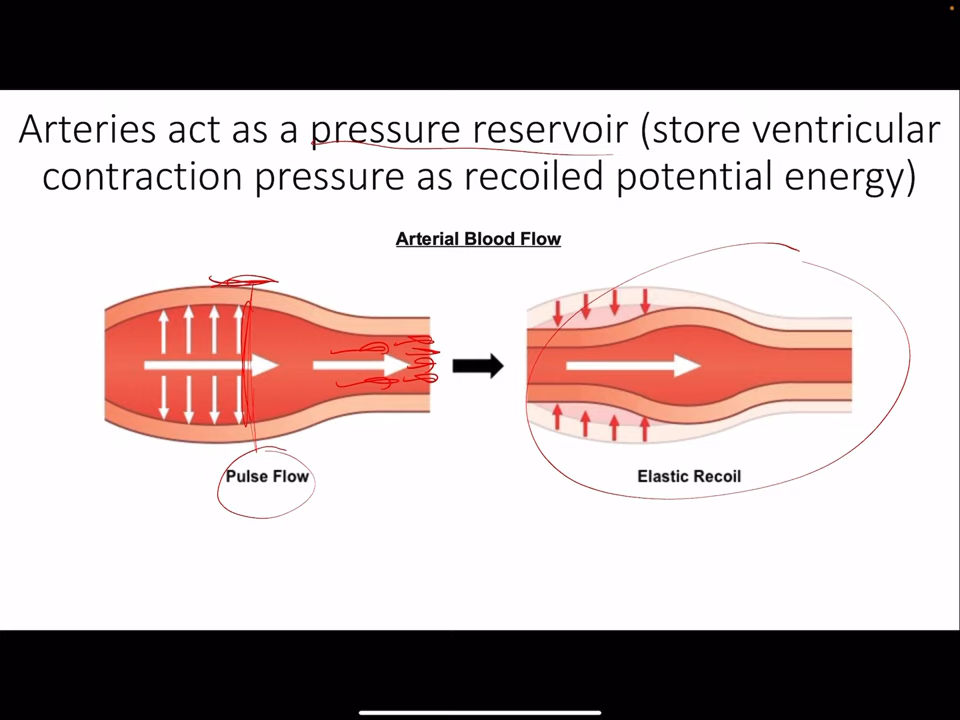 Arteries act as a pressure reservoir (store ventricular
contraction pressure as recoiled potential energy)
Arterial Blood Flow
Pulse Flow
Elastic Recoil